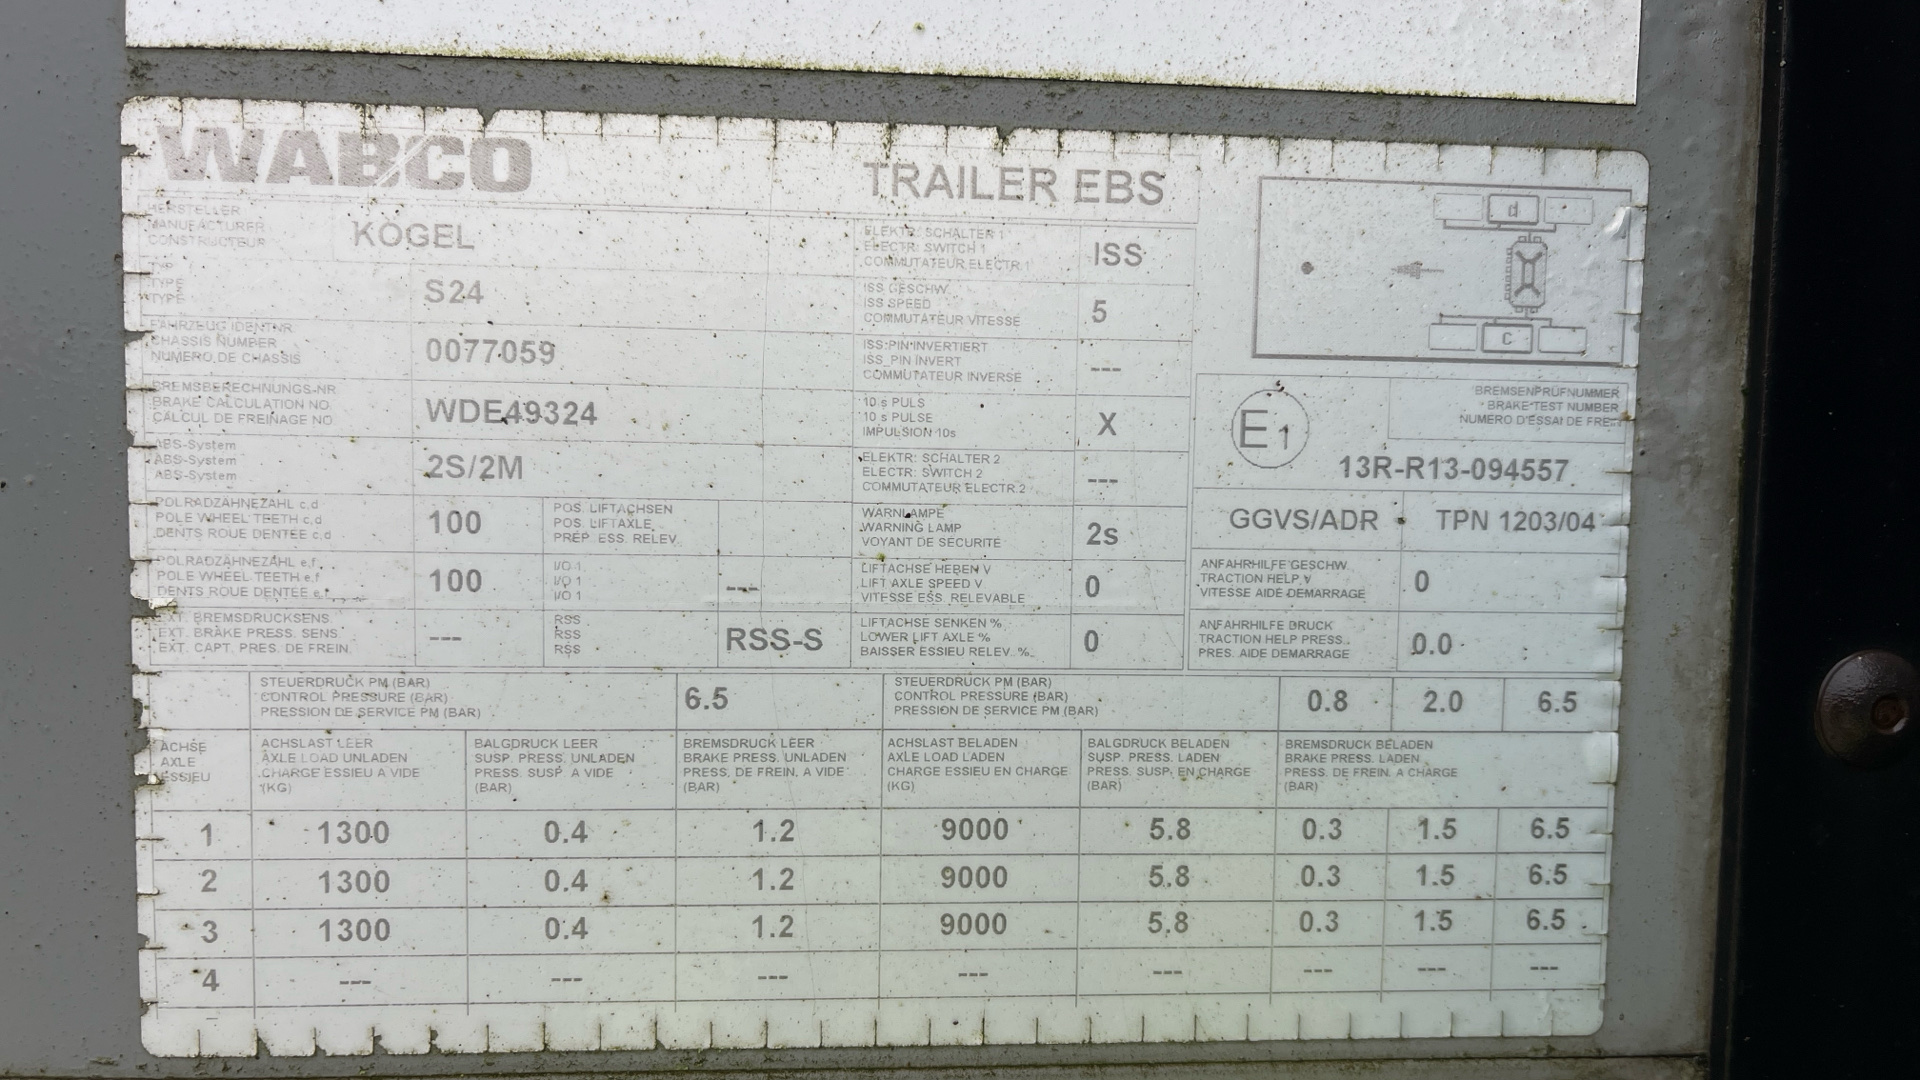 WABCO
TRAILER EBS
HERSTELLER
MANUFACTURER
CONSTRUCTEUR
KÖGEL
TYP
TYPE
TYPE
S24
FAHRZEUG IDENTNR.
CHASSIS NUMBER
NUMERO DE CHASSIS
0077059
BREMSBERECHNUNGS-NR.
BRAKE CALCULATION NO.
CALCUL DE FREINAGE NO.
WDE49324
ABS-System
ABS-System
ABS-System
2S/2M
POLRADZÄHNEZAHL c,d
POLE WHEEL TEETH c,d
DENTS ROUE DENTEE c,d
100
POS. LIFTACHSEN
POS. LIFTAXLE
PREP. ESS. RELEV.
POLRADZÄHNEZAHL e,f
POLE WHEEL TEETH e,f
DENTS ROUE DENTEE e,f
100
I/O 1
I/O 1
I/O 1
---
EXT. BREMSDRUCKSENS.
EXT. BRAKE PRESS. SENS.
EXT. CAPT. PRES. DE FREIN.
---
RSS
RSS
RSS
RSS-S
ELEKTR. SCHALTER 1
ELECTR. SWITCH 1
COMMUTATEUR ELECTR.1
ISS
ISS GESCHW.
ISS SPEED
COMMUTATEUR VITESSE
5
ISS PIN INVERTIERT
ISS PIN INVERT
COMMUTATEUR INVERSE
---
10 s PULS
10 s PULSE
IMPULSION 10s
X
ELEKTR. SCHALTER 2
ELECTR. SWITCH 2
COMMUTATEUR ELECTR.2
---
WARNLAMPE
WARNING LAMP
VOYANT DE SECURITE
2s
LIFTACHSE HEBEN V
LIFT AXLE SPEED V
VITESSE ESS. RELEVABLE
0
LIFTACHSE SENKEN %
LOWER LIFT AXLE %
BAISSER ESSIEU RELEV. %
0
d
C
E1
BREMSENPRÜFNUMMER
BRAKE TEST NUMBER
NUMERO D'ESSAI DE FREIN
13R-R13-094557
GGVS/ADR
TPN 1203/04
ANFAHRHILFE GESCHW.
TRACTION HELP V
VITESSE AIDE DEMARRAGE
0
ANFAHRHILFE DRUCK
TRACTION HELP PRESS.
PRES. AIDE DEMARRAGE
0.0
STEUERDRUCK PM (BAR)
CONTROL PRESSURE (BAR)
PRESSION DE SERVICE PM (BAR)
6.5
STEUERDRUCK PM (BAR)
CONTROL PRESSURE (BAR)
PRESSION DE SERVICE PM (BAR)
0.8 2.0 6.5
ACHSE
AXLE
ESSIEU
ACHSLAST LEER
AXLE LOAD UNLADEN
CHARGE ESSIEU A VIDE
(KG)
BALGDRUCK LEER
SUSP. PRESS. UNLADEN
PRESS. SUSP. A VIDE
(BAR)
BREMSDRUCK LEER
BRAKE PRESS. UNLADEN
PRESS. DE FREIN. A VIDE
(BAR)
ACHSLAST BELADEN
AXLE LOAD LADEN
CHARGE ESSIEU EN CHARGE
(KG)
BALGDRUCK BELADEN
SUSP. PRESS. LADEN
PRESS. SUSP. EN CHARGE
(BAR)
BREMSDRUCK BELADEN
BRAKE PRESS. LADEN
PRESS. DE FREIN. A CHARGE
(BAR)
1 1300 0.4 1.2 9000 5.8 0.3 1.5 6.5
2 1300 0.4 1.2 9000 5.8 0.3 1.5 6.5
3 1300 0.4 1.2 9000 5.8 0.3 1.5 6.5
4 --- --- --- --- --- --- --- ---